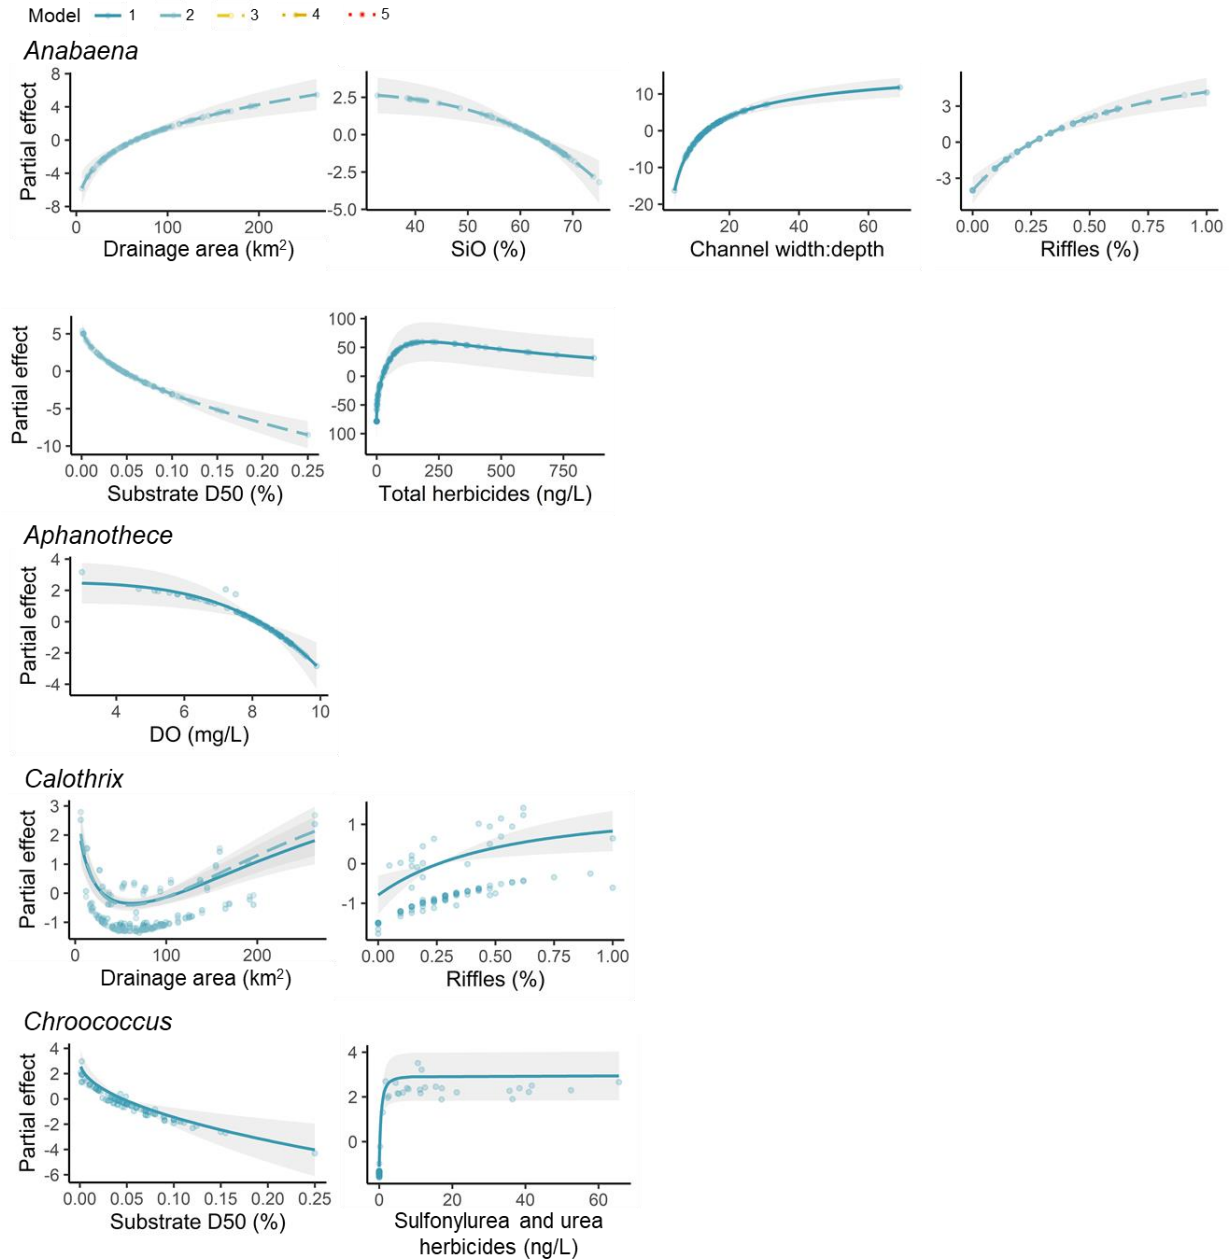 Model 1 2 3 4 5
Anabaena
Partial effect
8
4
0
-4
-8
0 100 200
Drainage area (km²)
2.5
0.0
-2.5
-5.0
40 50 60 70
SiO (%)
10
0
-10
-20
20 40 60
Channel width:depth
3
0
-3
0.00 0.25 0.50 0.75 1.00
Riffles (%)
Partial effect
5
0
-5
-10
0.00 0.05 0.10 0.15 0.20 0.25
Substrate D50 (%)
100
50
0
-50
100
0 250 500 750
Total herbicides (ng/L)
Aphanothece
Partial effect
4
2
0
-2
-4
4 6 8 10
DO (mg/L)
Calothrix
Partial effect
3
2
1
0
-1
0 100 200
Drainage area (km²)
1
0
-1
0.00 0.25 0.50 0.75 1.00
Riffles (%)
Chroococcus
Partial effect
4
2
0
-2
-4
-6
0.00 0.05 0.10 0.15 0.20 0.25
Substrate D50 (%)
4
2
0
0 20 40 60
Sulfonylurea and urea
herbicides (ng/L)